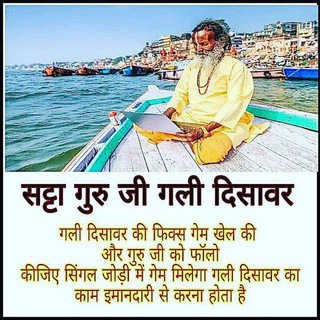 सट्टा गुरु जी गली दिसावर
गली दिसावर की फिक्स गेम खेल की
और गुरु जी को फॉलो
कीजिए सिंगल जोड़ी में गेम मिलेगा गली दिसावर का
काम इमानदारी से करना होता है